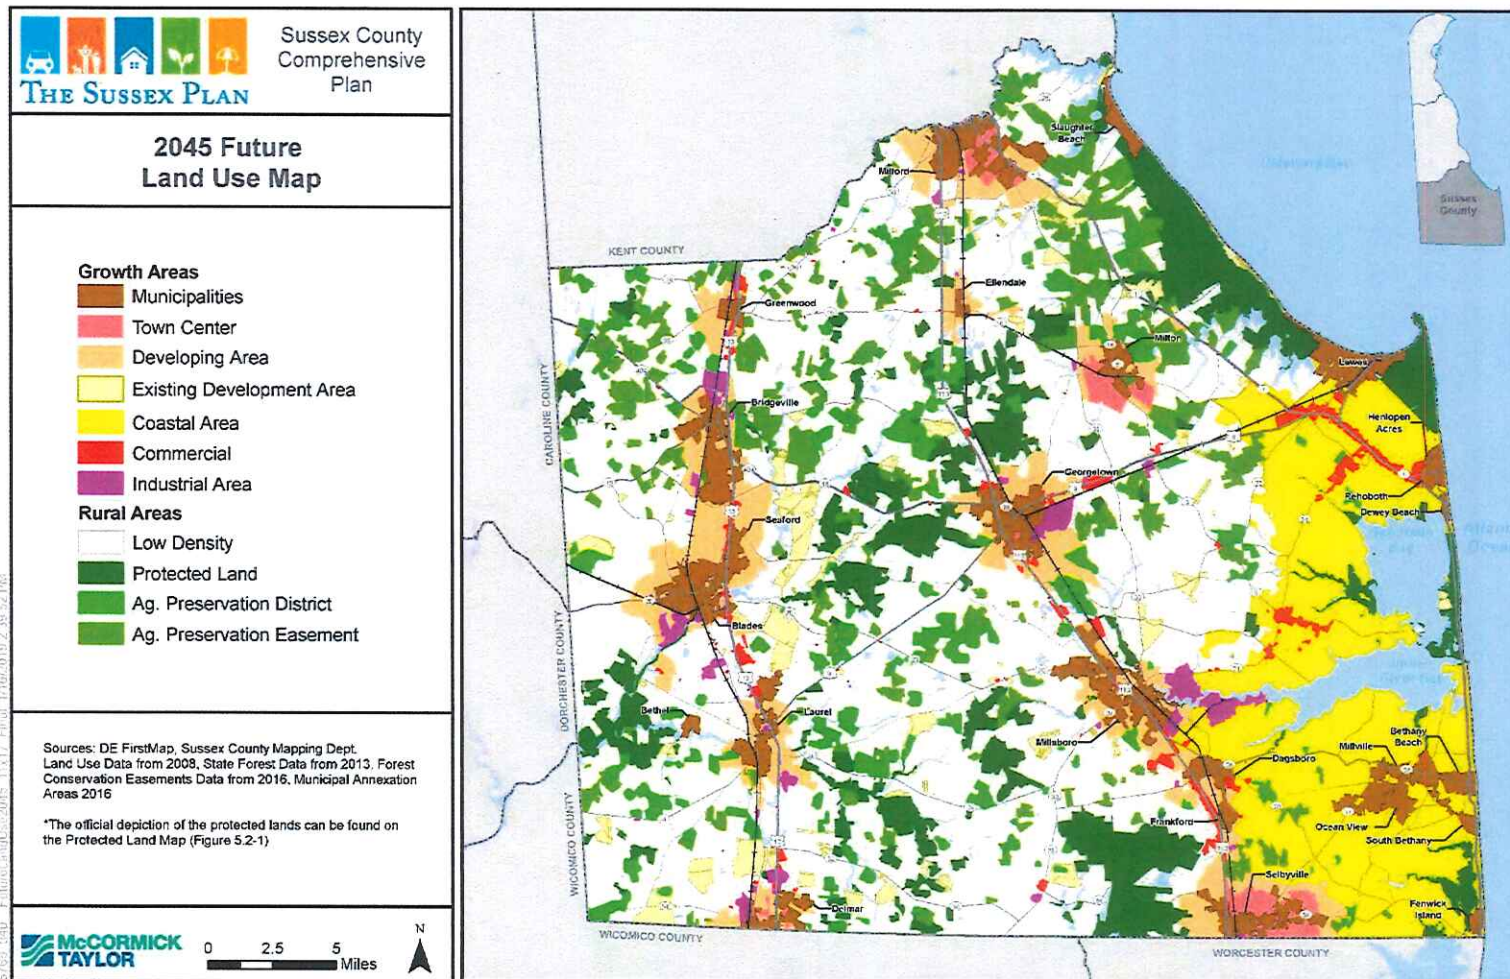 THE SUSSEX PLAN
Sussex County
Comprehensive
Plan
2045 Future
Land Use Map
Growth Areas
Municipalities
Town Center
Developing Area
Existing Development Area
Coastal Area
Commercial
Industrial Area
Rural Areas
Low Density
Protected Land
Ag. Preservation District
Ag. Preservation Easement
Sources: DE FirstMap, Sussex County Mapping Dept.
Land Use Data from 2008, State Forest Data from 2013, Forest
Conservation Easements Data from 2016, Municipal Annexation
Areas 2016
*The official depiction of the protected lands can be found on
the Protected Land Map (Figure 5.2-1)
McCORMICK
TAYLOR
0 2.5 5
Miles
N
Sussex
County
Slaughter
Beach
Milford
KENT COUNTY
Ellendale
Greenwood
Milton
Lewes
CAROLINE COUNTY
Bridgeville
Henlopen
Acres
Georgetown
Rehoboth
Dewey Beach
Seaford
Blades
DORCHESTER COUNTY
Bethel
Laurel
Millsboro
Millville
Bethany
Beach
Dagsboro
Ocean View
South Bethany
Frankford
WICOMICO COUNTY
Selbyville
Fenwick
Island
Delmar
WICOMICO COUNTY
WORCESTER COUNTY